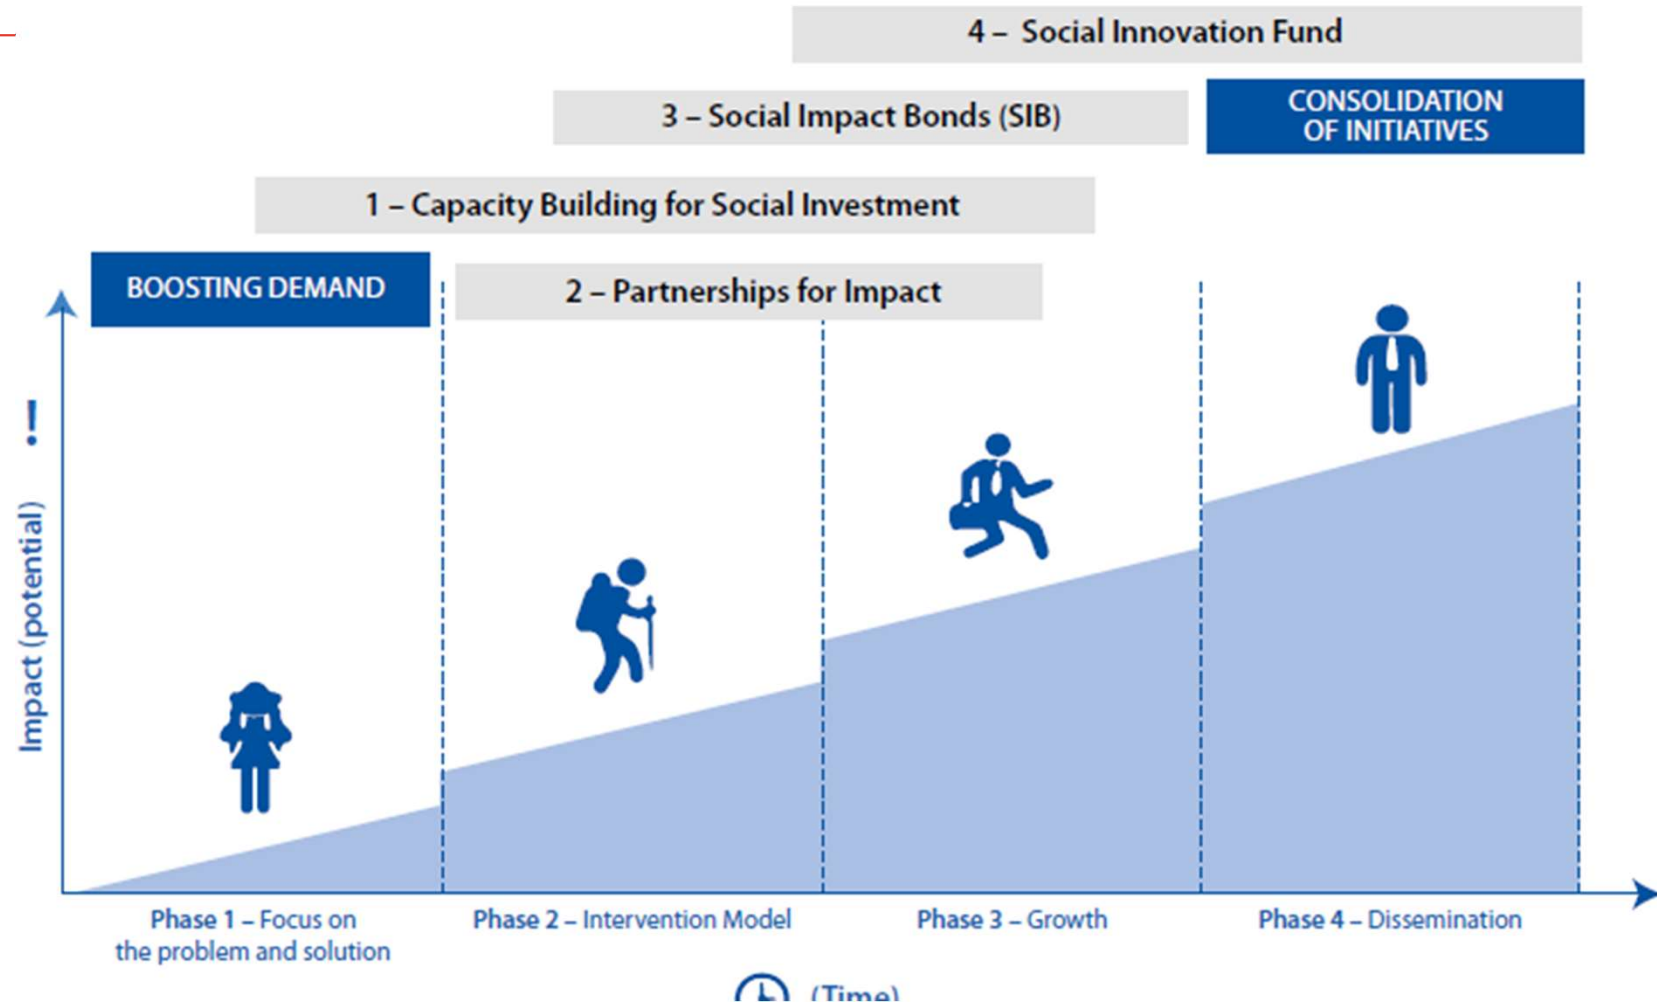 4 – Social Innovation Fund
3 – Social Impact Bonds (SIB)
CONSOLIDATION
OF INITIATIVES
1 – Capacity Building for Social Investment
BOOSTING DEMAND
2 – Partnerships for Impact
Impact (potential)
Phase 1 – Focus on
the problem and solution
Phase 2 – Intervention Model
Phase 3 – Growth
Phase 4 – Dissemination
(Time)